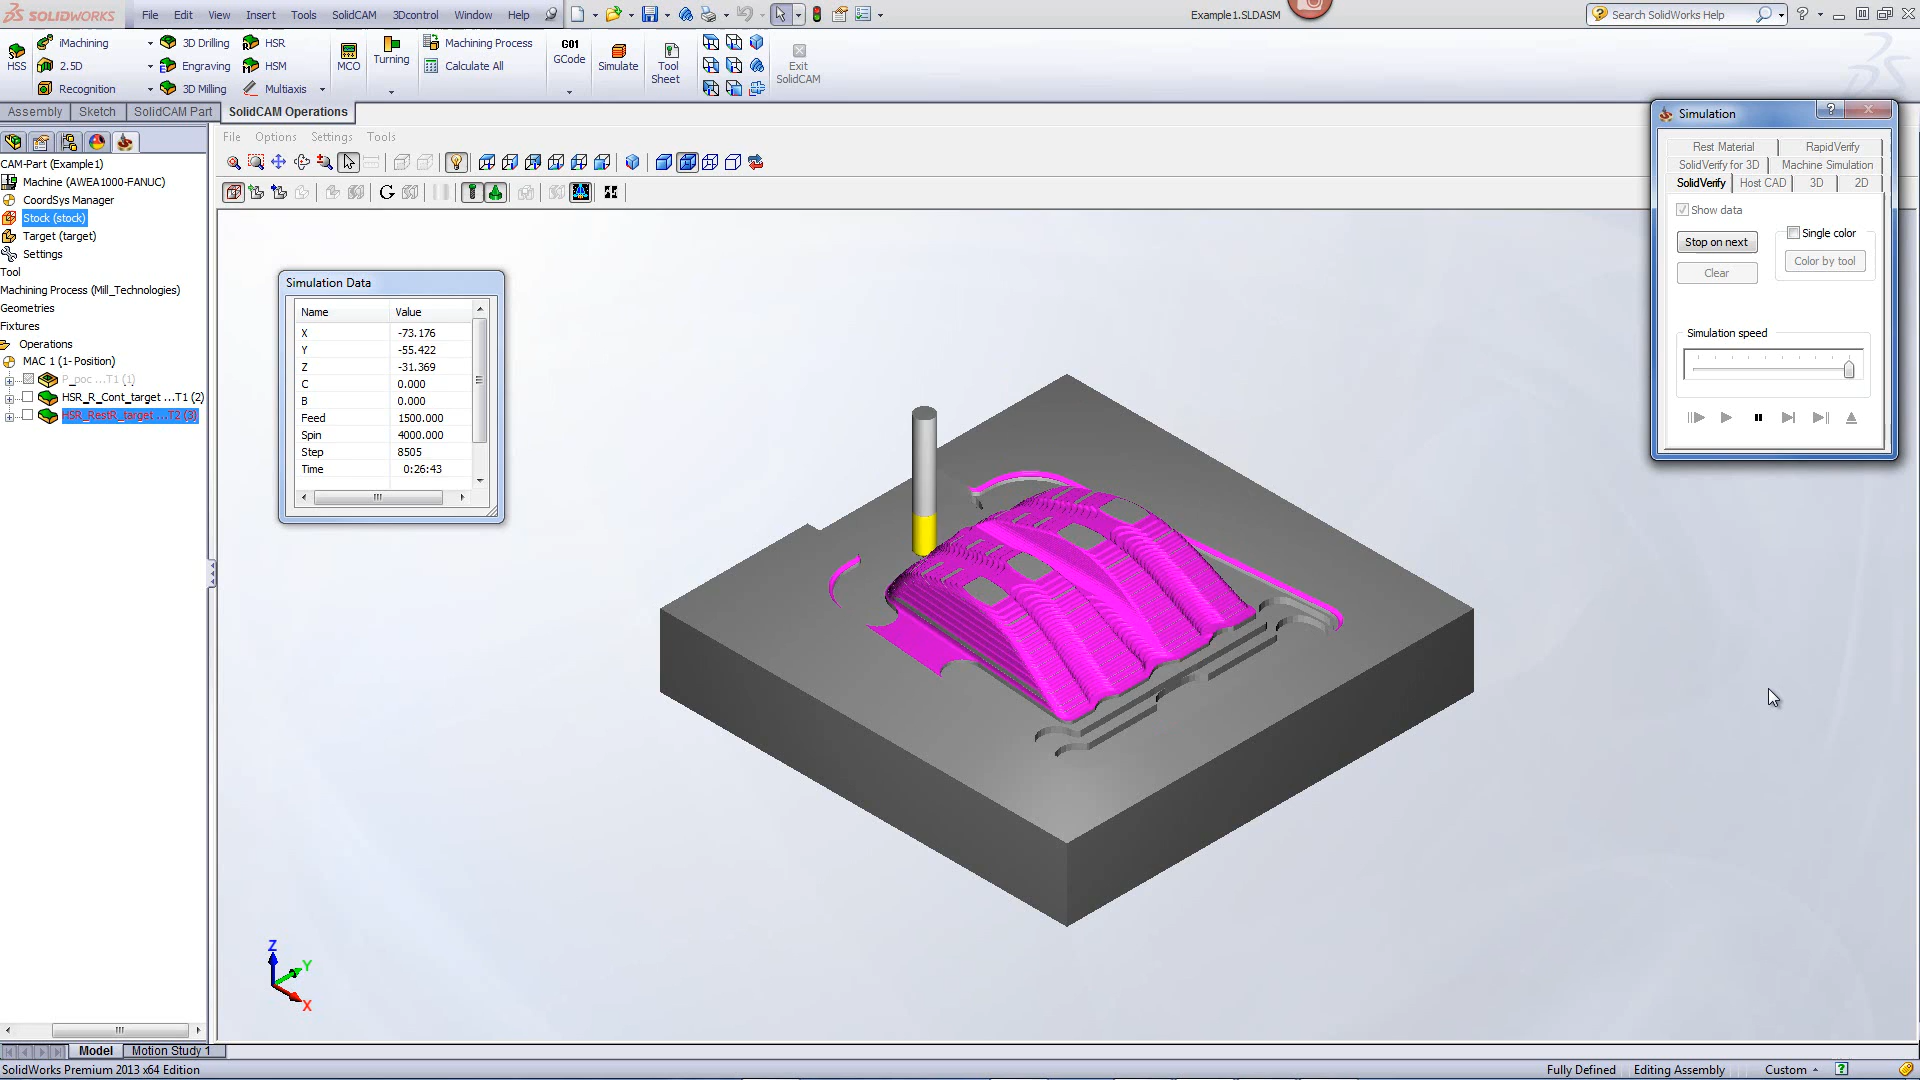 SOLIDWORKS File Edit View Insert Tools SolidCAM 3Dcontrol Window Help Example1.SLDASM Search SolidWorks Help
HSS iMachining 3D Drilling HSR Machining Process
2.5D Engraving HSM Calculate All
Recognition 3D Milling Multiaxis
MCO Turning G01 GCode Simulate Tool Sheet Exit SolidCAM
Assembly Sketch SolidCAM Part SolidCAM Operations
File Options Settings Tools
CAM-Part (Example1)
Machine (AWEA1000-FANUC)
CoordSys Manager
Stock (stock)
Target (target)
Settings
Tool
Machining Process (Mill_Technologies)
Geometries
Fixtures
Operations
MAC 1 (1- Position)
P_poc ...T1 (1)
HSR_R_Cont_target ...T1 (2)
HSR_RestR_target ...T2 (3)
Simulation Data
Name Value
X -73.176
Y -55.422
Z -31.369
C 0.000
B 0.000
Feed 1500.000
Spin 4000.000
Step 8505
Time 0:26:43
Simulation
Rest Material RapidVerify
SolidVerify for 3D Machine Simulation
SolidVerify Host CAD 3D 2D
Show data
Stop on next
Single color
Clear
Color by tool
Simulation speed
Z
Y
X
Model Motion Study 1
SolidWorks Premium 2013 x64 Edition Fully Defined Editing Assembly Custom